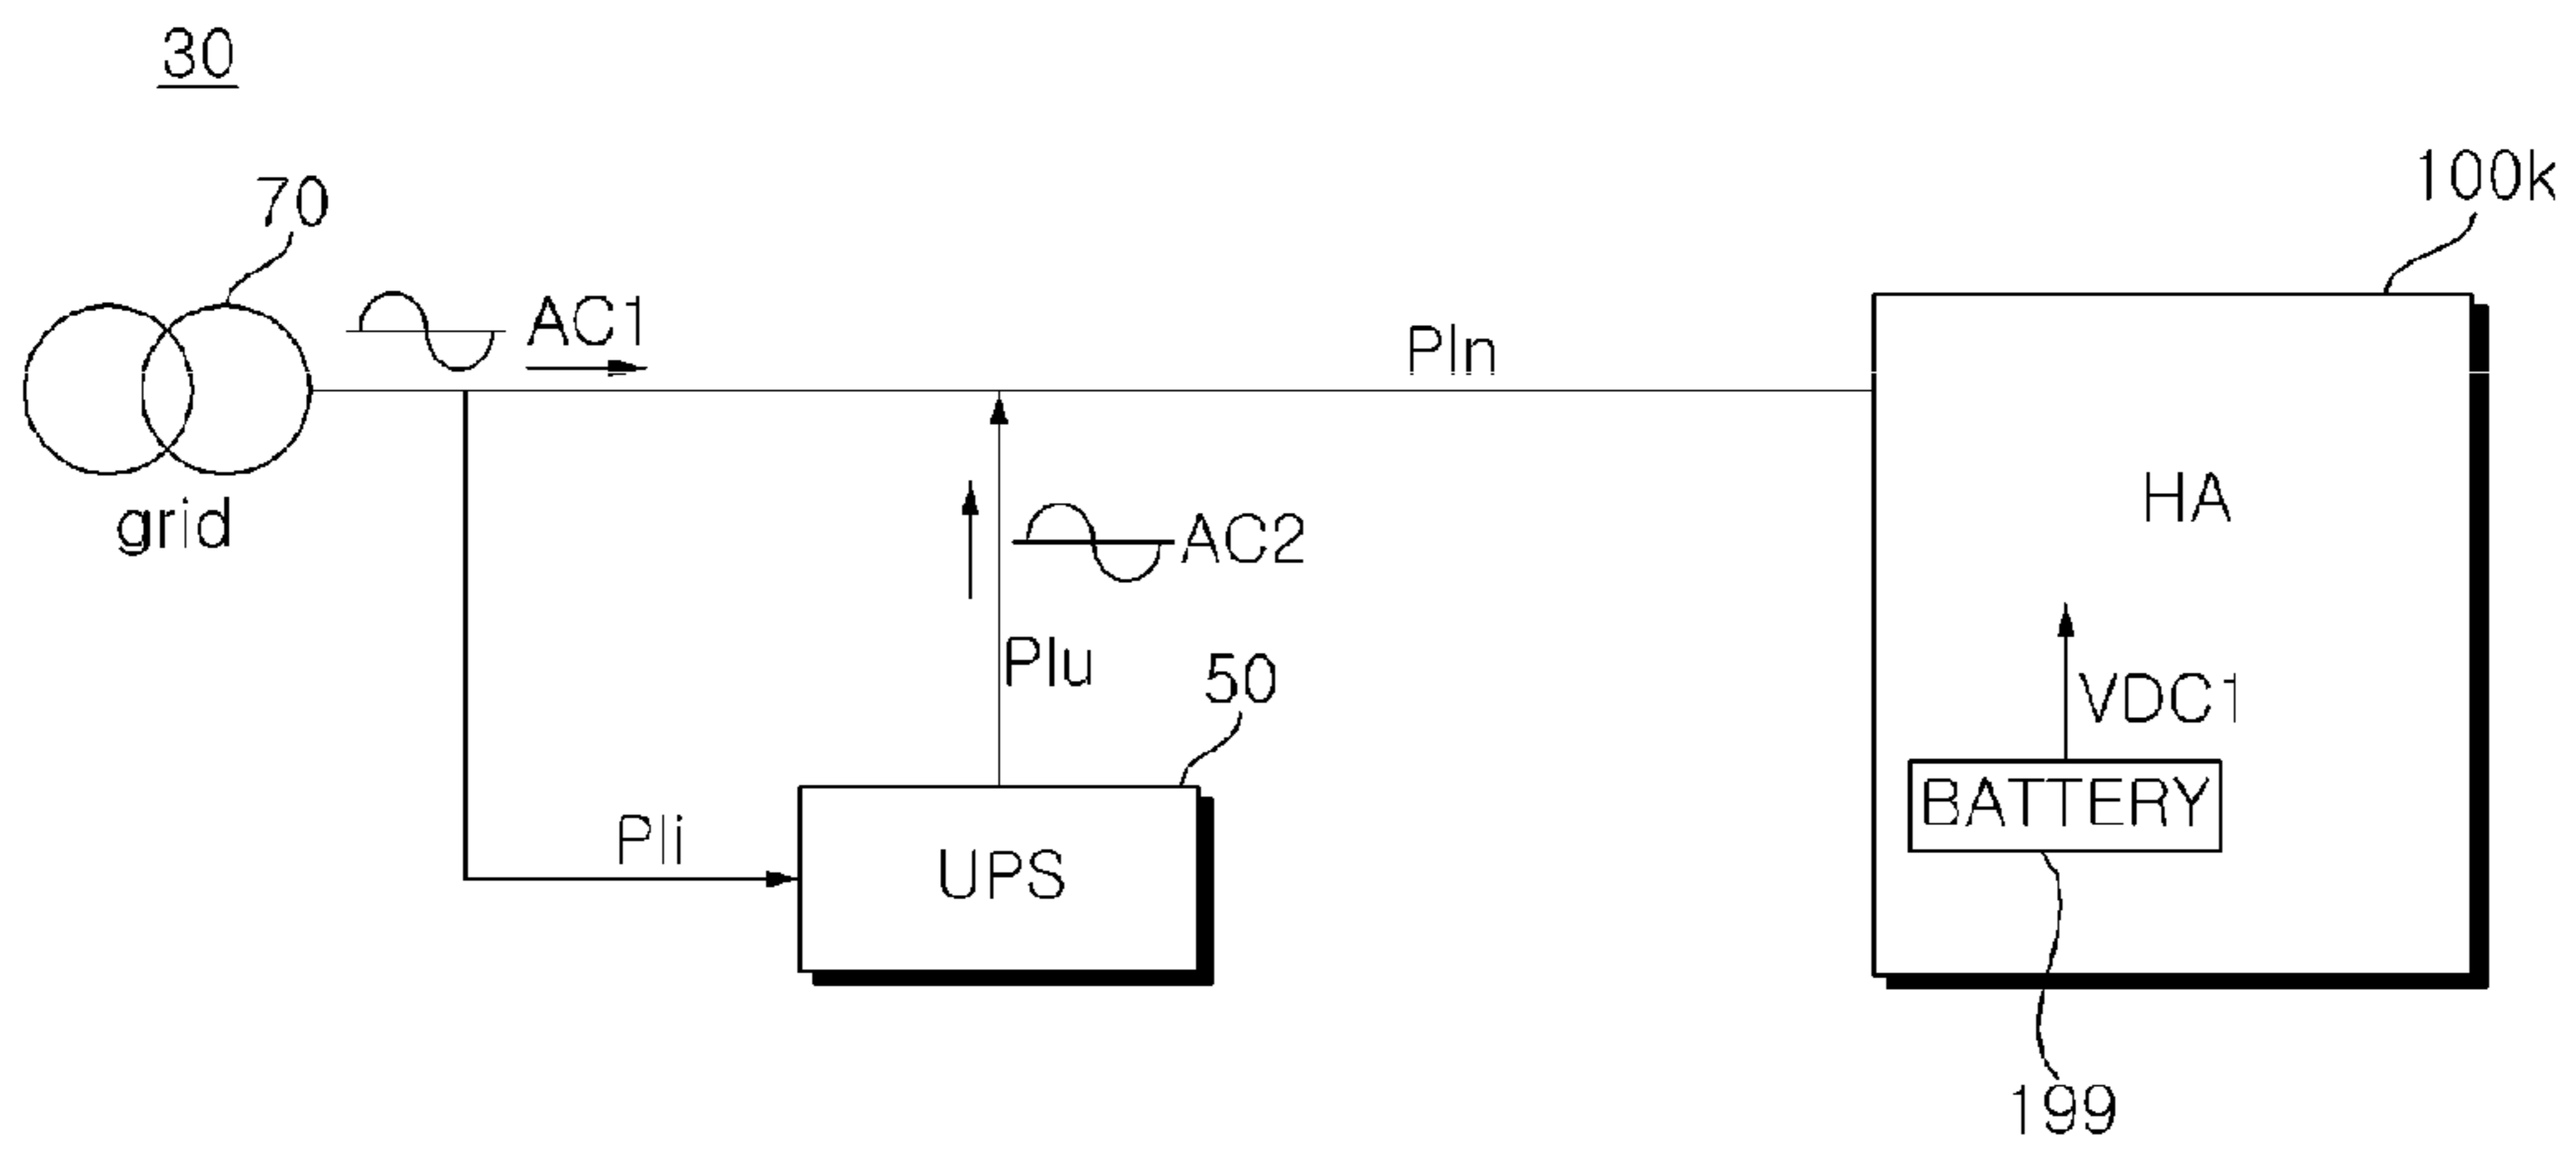 30
70
100k
AC1
Pln
grid
HA
AC2
Plu
50
VDC1
BATTERY
Pli
UPS
199